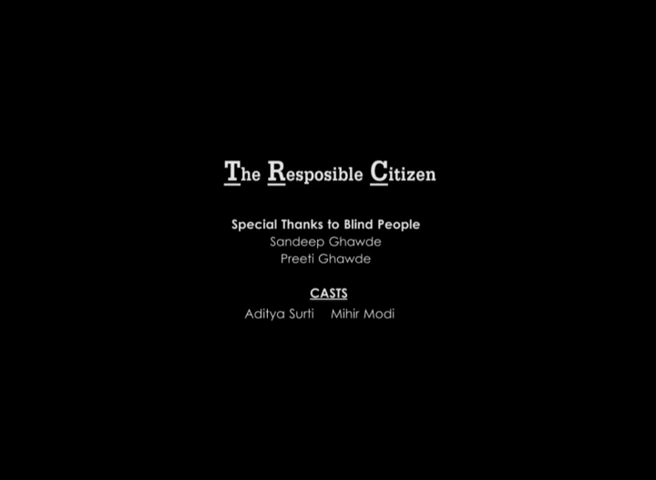 The Resposible Citizen
Special Thanks to Blind People
Sandeep Ghawde
Preeti Ghawde
CASTS
Aditya Surti Mihir Modi